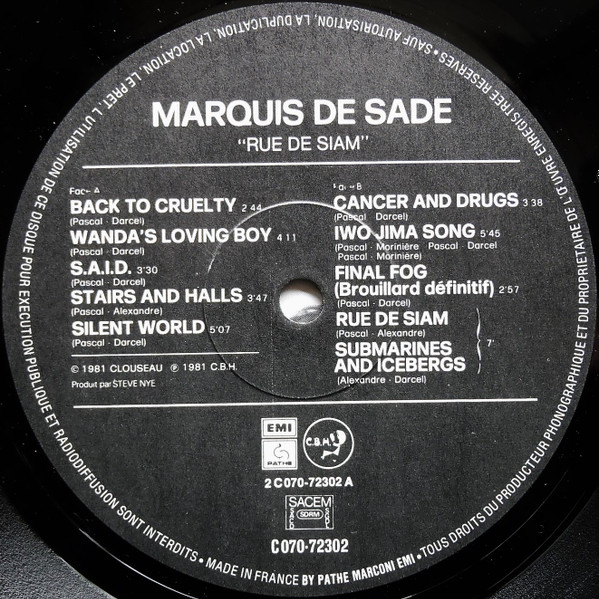 MARQUIS DE SADE
"RUE DE SIAM"
Face A
BACK TO CRUELTY 2'44
(Pascal - Darcel)
WANDA'S LOVING BOY 4'11
(Pascal - Darcel)
S.A.I.D. 3'30
(Pascal - Darcel)
STAIRS AND HALLS 3'47
(Pascal - Alexandre)
SILENT WORLD 5'07
(Pascal - Darcel)
© 1981 CLOUSEAU ℗ 1981 C.B.H.
Produit par STEVE NYE
Face B
CANCER AND DRUGS 3'38
(Pascal - Darcel)
IWO JIMA SONG 5'45
(Pascal - Morinière Pascal - Darcel
Pascal - Morinière)
FINAL FOG
(Brouillard définitif) 2'57
(Pascal - Darcel)
RUE DE SIAM
(Pascal - Alexandre)
SUBMARINES
AND ICEBERGS 7'
(Alexandre - Darcel)
EMI
PATHE
C.B.H.
2 C 070-72302 A
SACEM
SDRM
C 070-72302
TOUS DROITS DU PRODUCTEUR PHONOGRAPHIQUE ET DU PROPRIETAIRE DE L'ŒUVRE ENREGISTREE RESERVES • SAUF AUTORISATION, LA DUPLICATION, LA LOCATION, LE PRET, L'UTILISATION DE CE DISQUE POUR EXECUTION PUBLIQUE ET RADIODIFFUSION SONT INTERDITS • MADE IN FRANCE BY PATHE MARCONI EMI •